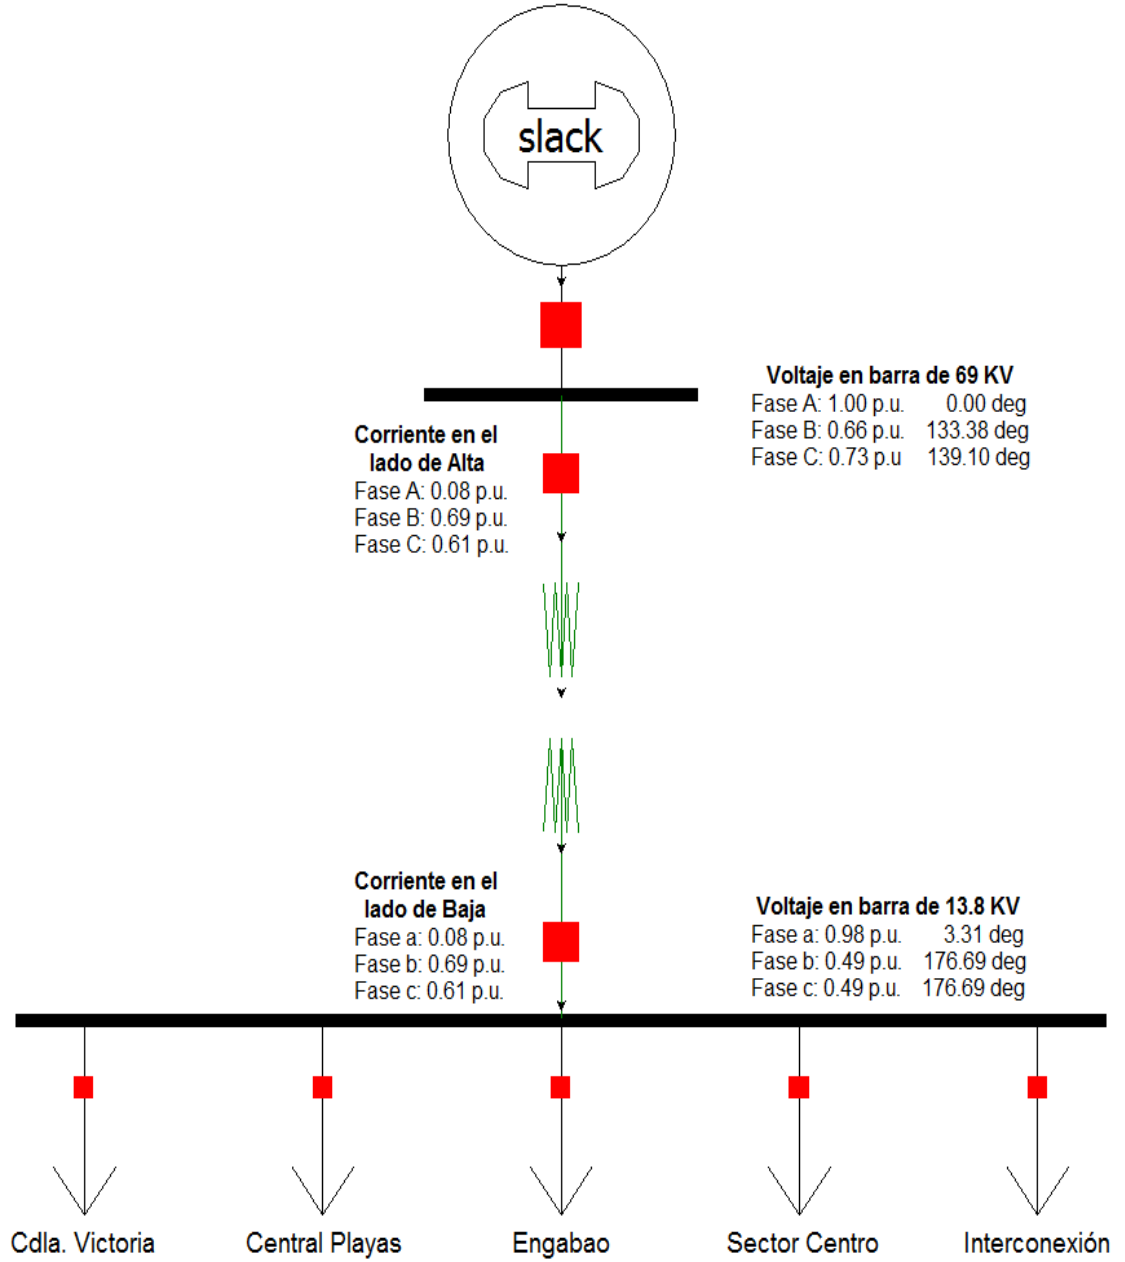 slack
Voltaje en barra de 69 KV
Fase A: 1.00 p.u. 0.00 deg
Fase B: 0.66 p.u. 133.38 deg
Fase C: 0.73 p.u 139.10 deg
Corriente en el
lado de Alta
Fase A: 0.08 p.u.
Fase B: 0.69 p.u.
Fase C: 0.61 p.u.
Corriente en el
lado de Baja
Fase a: 0.08 p.u.
Fase b: 0.69 p.u.
Fase c: 0.61 p.u.
Voltaje en barra de 13.8 KV
Fase a: 0.98 p.u. 3.31 deg
Fase b: 0.49 p.u. 176.69 deg
Fase c: 0.49 p.u. 176.69 deg
Cdla. Victoria
Central Playas
Engabao
Sector Centro
Interconexión